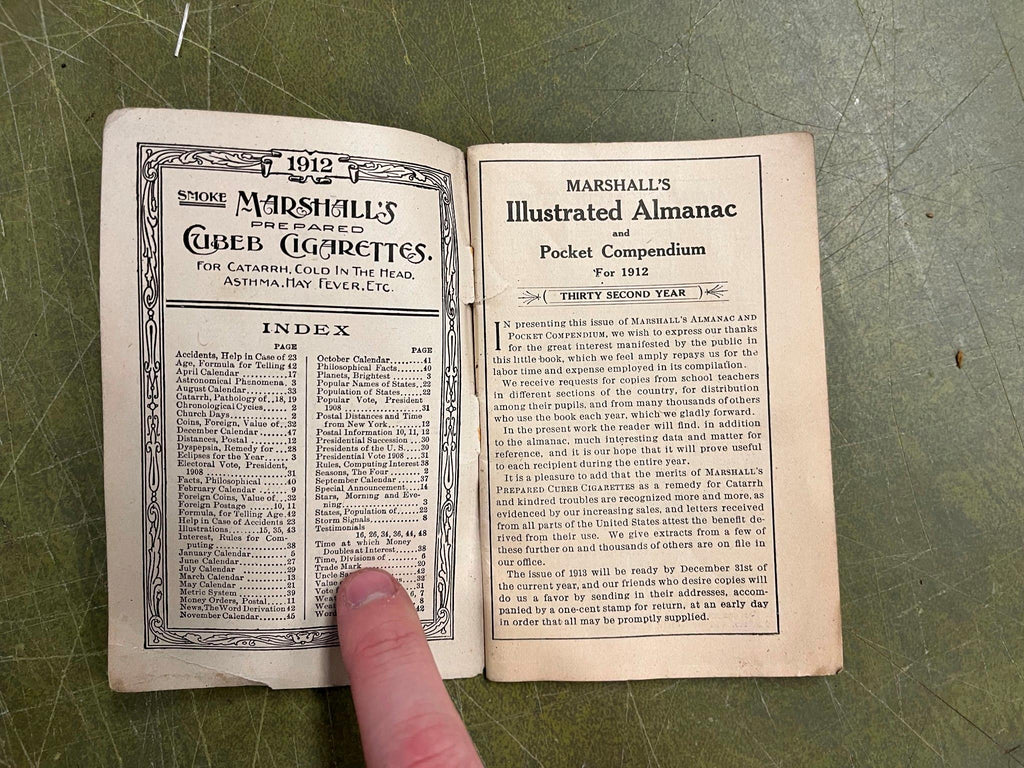 1912
SMOKE MARSHALL'S
PREPARED
CUBEB CIGARETTES.
FOR CATARRH, COLD IN THE HEAD,
ASTHMA, HAY FEVER, ETC.
INDEX
PAGE
Accidents, Help in Case of 23
Age, Formula for Telling 42
April Calendar......17
Astronomical Phenomena. 3
August Calendar......33
Catarrh, Pathology of..18, 19
Chronological Cycles......2
Church Days......2
Coins, Foreign, Value of..32
December Calendar......47
Distances, Postal......12
Dyspepsia, Remedy for...28
Eclipses for the Year......3
Electoral Vote, President,
1908......31
Facts, Philosophical......40
February Calendar......9
Foreign Coins, Value of...32
Foreign Postage......10, 11
Formula, for Telling Age.42
Help in Case of Accidents 23
Illustrations......15, 35, 43
Interest, Rules for Com-
puting......38
January Calendar......5
June Calendar......27
July Calendar......29
March Calendar......13
May Calendar......21
Metric System......39
Money Orders, Postal......11
News, The Word Derivation 42
November Calendar......45
PAGE
October Calendar......41
Philosophical Facts......40
Planets, Brightest......3
Popular Names of States..22
Population of States......22
Popular Vote, President
1908......31
Postal Distances and Time
from New York......12
Postal Information 10, 11, 12
Presidential Succession...30
Presidents of the U. S....30
Presidential Vote 1908...31
Rules, Computing Interest 38
Seasons, The Four......2
September Calendar......37
Special Announcement....14
Stars, Morning and Eve-
ning......3
States, Population of......22
Storm Signals......8
Testimonials
16, 26, 34, 36, 44, 48
Time at which Money
Doubles at Interest......38
Time, Divisions of......6
Trade Mark......20
Uncle 42
Value 32
Vote 31
6, 7
8
42
MARSHALL'S
Illustrated Almanac
and
Pocket Compendium
For 1912
THIRTY SECOND YEAR
IN presenting this issue of MARSHALL'S ALMANAC AND
POCKET COMPENDIUM, we wish to express our thanks
for the great interest manifested by the public in
this little book, which we feel amply repays us for the
labor time and expense employed in its compilation.
We receive requests for copies from school teachers
in different sections of the country, for distribution
among their pupils, and from many thousands of others
who use the book each year, which we gladly forward.
In the present work the reader will find, in addition
to the almanac, much interesting data and matter for
reference, and it is our hope that it will prove useful
to each recipient during the entire year.
It is a pleasure to add that the merits of MARSHALL'S
PREPARED CUBEB CIGARETTES as a remedy for Catarrh
and kindred troubles are recognized more and more, as
evidenced by our increasing sales, and letters received
from all parts of the United States attest the benefit de-
rived from their use. We give extracts from a few of
these further on and thousands of others are on file in
our office.
The issue of 1913 will be ready by December 31st of
the current year, and our friends who desire copies will
do us a favor by sending in their addresses, accom-
panied by a one-cent stamp for return, at an early day
in order that all may be promptly supplied.